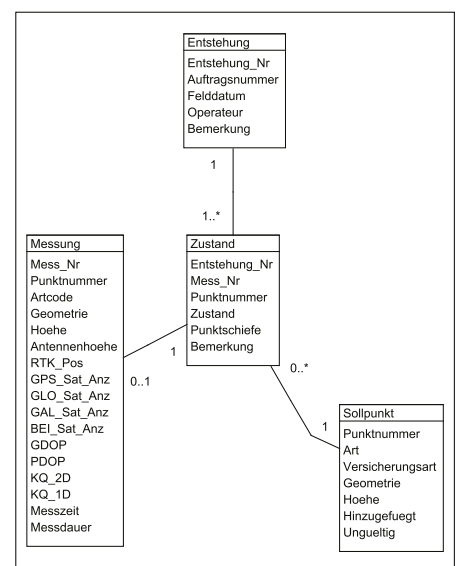 Entstehung
Entstehung_Nr
Auftragsnummer
Felddatum
Operateur
Bemerkung
1
1..*
Messung
Mess_Nr
Punktnummer
Artcode
Geometrie
Hoehe
Antennenhoehe
RTK_Pos
GPS_Sat_Anz
GLO_Sat_Anz
GAL_Sat_Anz
BEI_Sat_Anz
GDOP
PDOP
KQ_2D
KQ_1D
Messzeit
Messdauer
Zustand
Entstehung_Nr
Mess_Nr
Punktnummer
Zustand
Punktschiefe
Bemerkung
1
0..1
0..*
1
Sollpunkt
Punktnummer
Art
Versicherungsart
Geometrie
Hoehe
Hinzugefuegt
Ungueltig